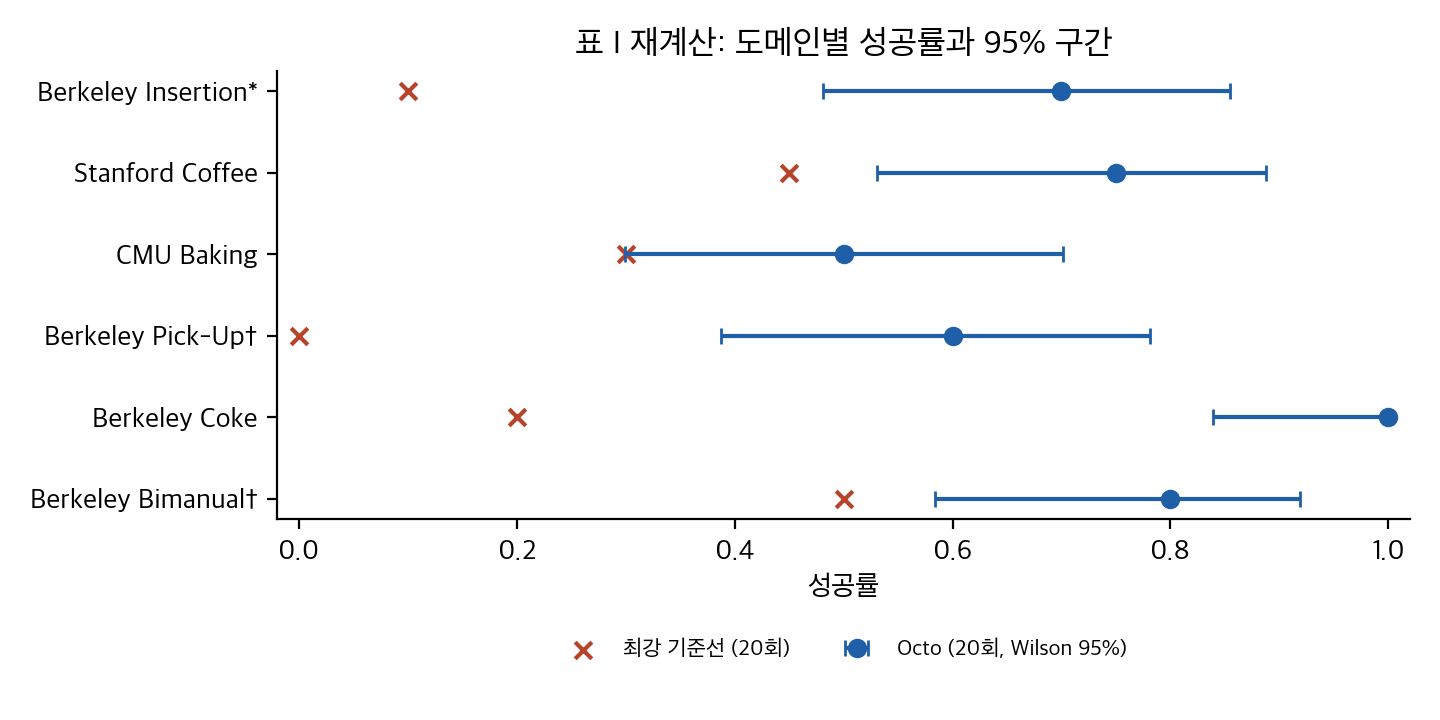 표 I 재계산: 도메인별 성공률과 95% 구간
Berkeley Insertion*
Stanford Coffee
CMU Baking
Berkeley Pick-Up†
Berkeley Coke
Berkeley Bimanual†
0.0 0.2 0.4 0.6 0.8 1.0
성공률
최강 기준선 (20회) Octo (20회, Wilson 95%)